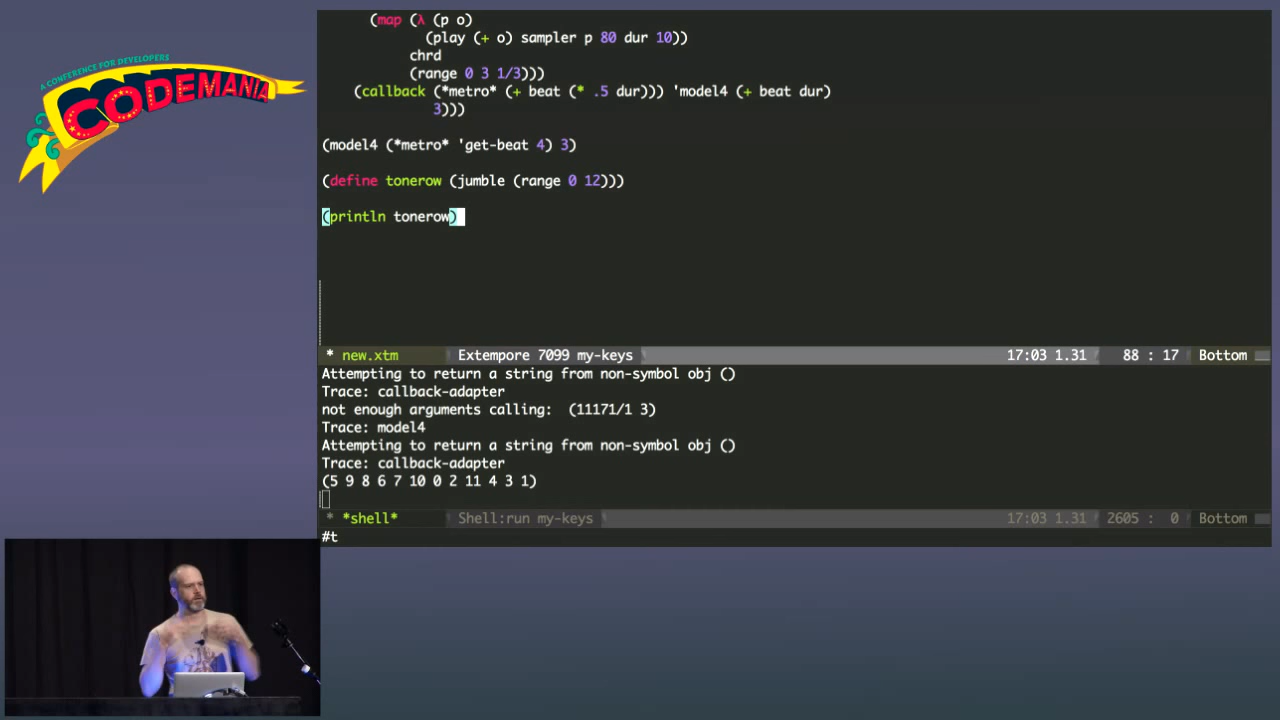 A CONFERENCE FOR DEVELOPERS
CODEMANIA
(map (λ (p o)
(play (+ o) sampler p 80 dur 10))
chrd
(range 0 3 1/3)))
(callback (*metro* (+ beat (* .5 dur))) 'model4 (+ beat dur)
3)))
(model4 (*metro* 'get-beat 4) 3)
(define tonerow (jumble (range 0 12)))
(println tonerow)
* new.xtm Extempore 7099 my-keys 17:03 1.31 88 : 17 Bottom
Attempting to return a string from non-symbol obj ()
Trace: callback-adapter
not enough arguments calling: (11171/1 3)
Trace: model4
Attempting to return a string from non-symbol obj ()
Trace: callback-adapter
(5 9 8 6 7 10 0 2 11 4 3 1)
* *shell* Shell:run my-keys 17:03 1.31 2605 : 0 Bottom
#t